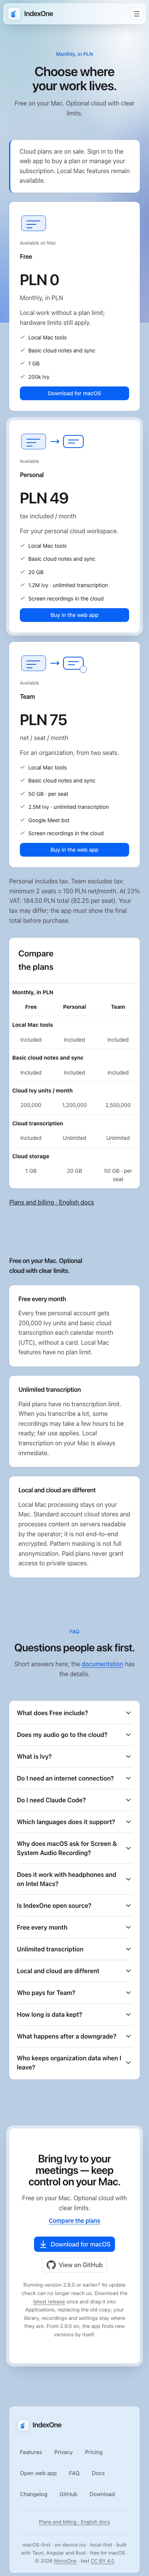 IndexOne
Monthly, in PLN
Choose where
your work lives.
Free on your Mac. Optional cloud with clear
limits.
Cloud plans are on sale. Sign in to the
web app to buy a plan or manage your
subscription. Local Mac features remain
available.
Available on Mac
Free
PLN 0
Monthly, in PLN
Local work without a plan limit;
hardware limits still apply.
Local Mac tools
Basic cloud notes and sync
1 GB
200k Ivy
Download for macOS
Available
Personal
PLN 49
tax included / month
For your personal cloud workspace.
Local Mac tools
Basic cloud notes and sync
20 GB
1.2M Ivy · unlimited transcription
Screen recordings in the cloud
Buy in the web app
Available
Team
PLN 75
net / seat / month
For an organization, from two seats.
Local Mac tools
Basic cloud notes and sync
50 GB · per seat
2.5M Ivy · unlimited transcription
Google Meet bot
Screen recordings in the cloud
Buy in the web app
Personal includes tax. Team excludes tax:
minimum 2 seats = 150 PLN net/month. At 23%
VAT: 184.50 PLN total (92.25 per seat). Your
tax may differ; the app must show the final
total before purchase.
Compare
the plans
Monthly, in PLN
Free Personal Team
Local Mac tools
Included Included Included
Basic cloud notes and sync
Included Included Included
Cloud Ivy units / month
200,000 1,200,000 2,500,000
Cloud transcription
Included Unlimited Unlimited
Cloud storage
1 GB 20 GB 50 GB · per
seat
Plans and billing · English docs
Free on your Mac. Optional
cloud with clear limits.
Free every month
Every free personal account gets
200,000 Ivy units and basic cloud
transcription each calendar month
(UTC), without a card. Local Mac
features have no plan limit.
Unlimited transcription
Paid plans have no transcription limit.
When you transcribe a lot, some
recordings may take a few hours to be
ready; fair use applies. Local
transcription on your Mac is always
immediate.
Local and cloud are different
Local Mac processing stays on your
Mac. Standard account cloud stores and
processes content on servers readable
by the operator; it is not end-to-end
encrypted. Pattern masking is not full
anonymization. Paid plans never grant
access to private spaces.
FAQ
Questions people ask first.
Short answers here; the documentation has
the details.
What does Free include?
Does my audio go to the cloud?
What is Ivy?
Do I need an internet connection?
Do I need Claude Code?
Which languages does it support?
Why does macOS ask for Screen &
System Audio Recording?
Does it work with headphones and
on Intel Macs?
Is IndexOne open source?
Free every month
Unlimited transcription
Local and cloud are different
Who pays for Team?
How long is data kept?
What happens after a downgrade?
Who keeps organization data when I
leave?
Bring Ivy to your
meetings — keep
control on your Mac.
Free on your Mac. Optional cloud with
clear limits.
Compare the plans
Download for macOS
View on GitHub
Running version 2.8.0 or earlier? Its update
check can no longer reach us. Download the
latest release once and drag it into
Applications, replacing the old copy; your
library, recordings and settings stay where
they are. From 2.9.0 on, the app finds new
versions by itself.
IndexOne
Features Privacy Pricing
Open web app FAQ Docs
Changelog GitHub Download
Plans and billing · English docs
macOS-first · on-device Ivy · local-first · built
with Tauri, Angular and Rust · free for macOS ·
© 2026 MonoOne · text CC BY 4.0